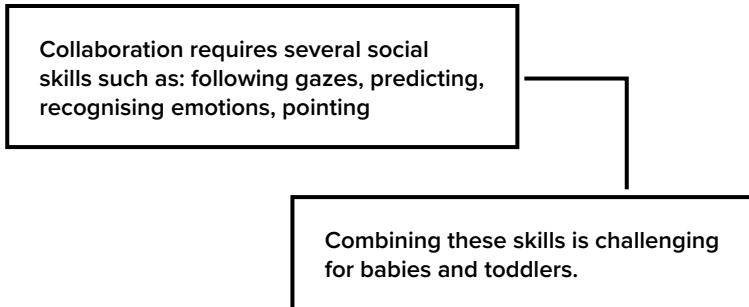 Collaboration requires several social
skills such as: following gazes, predicting,
recognising emotions, pointing
Combining these skills is challenging
for babies and toddlers.